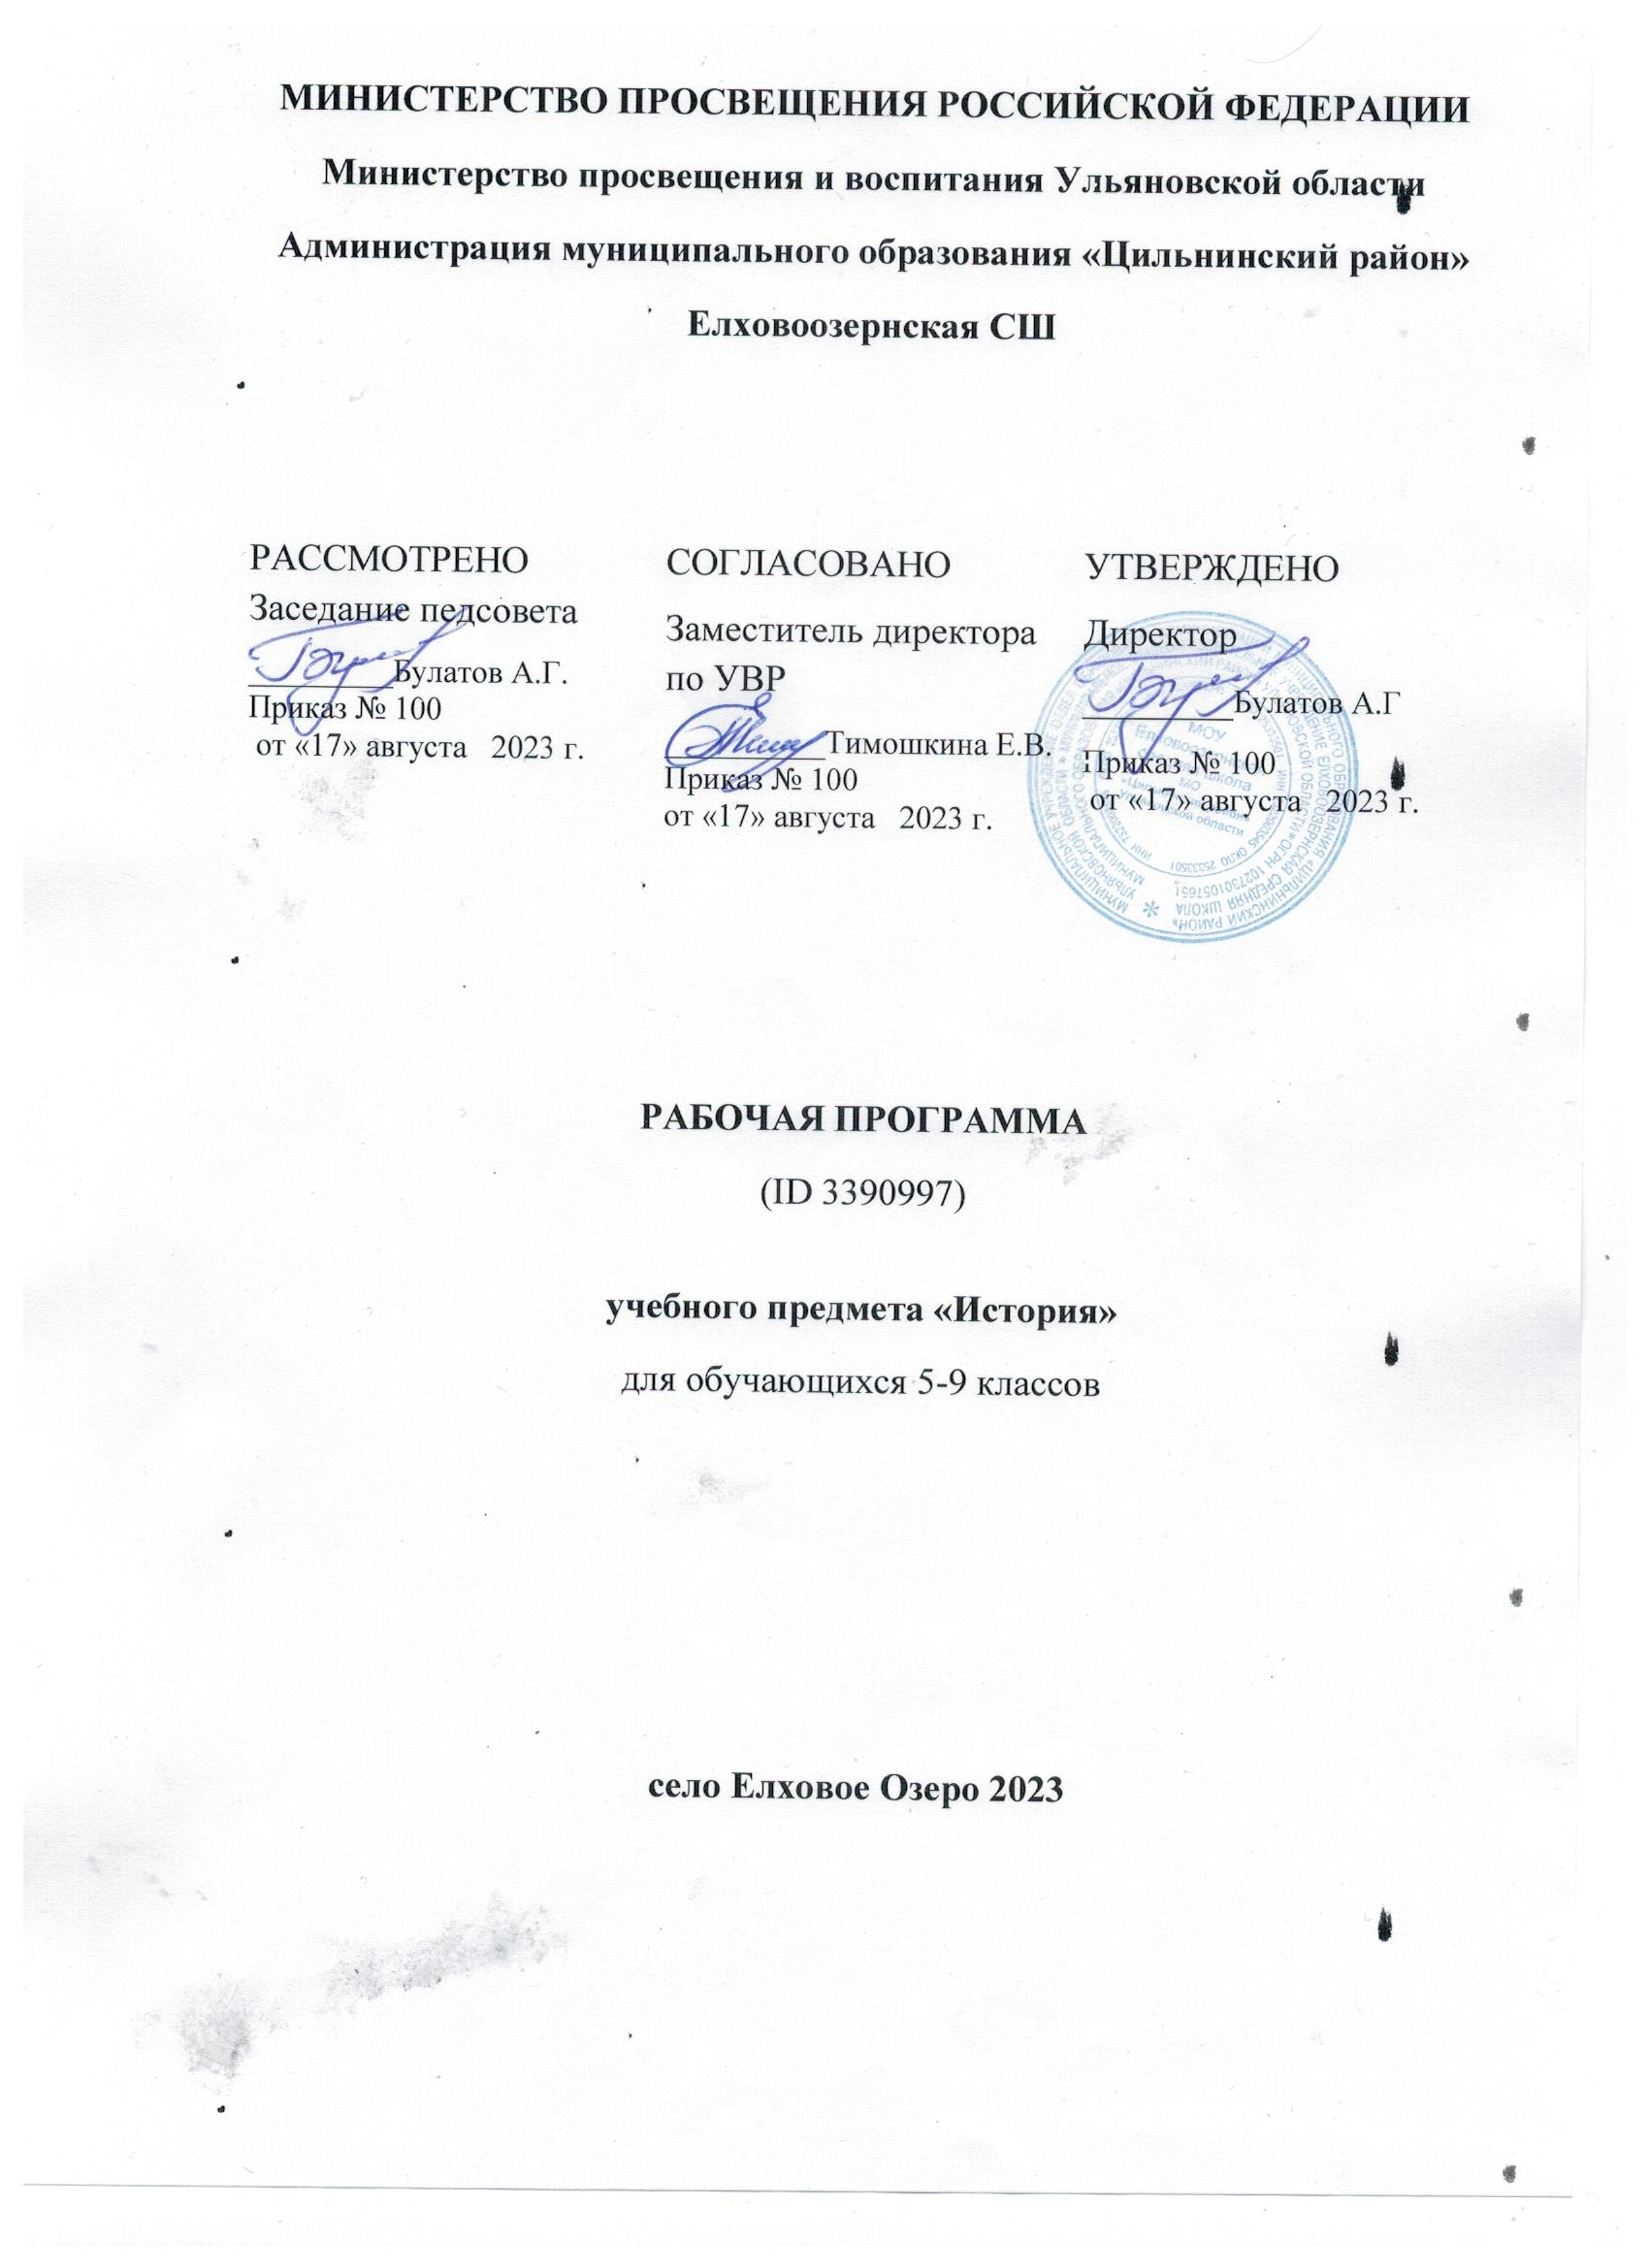 МИНИСТЕРСТВО ПРОСВЕЩЕНИЯ РОССИЙСКОЙ ФЕДЕРАЦИИ
Министерство просвещения и воспитания Ульяновской области
Администрация муниципального образования «Цильнинский район»
Елховоозернская СШ
РАССМОТРЕНО
Заседание педсовета
Булатов А.Г.
Приказ № 100
от «17» августа 2023 г.
СОГЛАСОВАНО
Заместитель директора
по УВР
Тимошкина Е.В.
Приказ № 100
от «17» августа 2023 г.
УТВЕРЖДЕНО
Директор
Булатов А.Г
Приказ № 100
от «17» августа 2023 г.
РАБОЧАЯ ПРОГРАММА
(ID 3390997)
учебного предмета «История»
для обучающихся 5-9 классов
село Елховое Озеро 2023